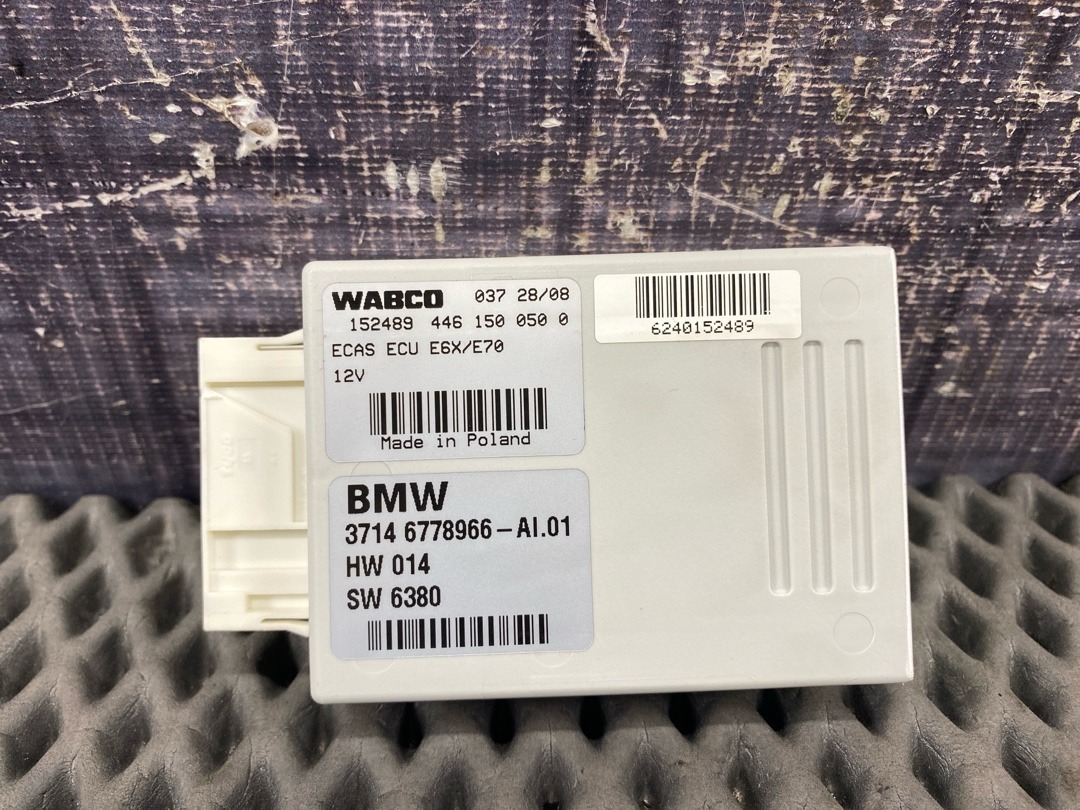 WABCO 037 28/08
152489 446 150 050 0
ECAS ECU E6X/E70
12V
Made in Poland
6240152489
BMW
3714 6778966-AI.01
HW 014
SW 6380